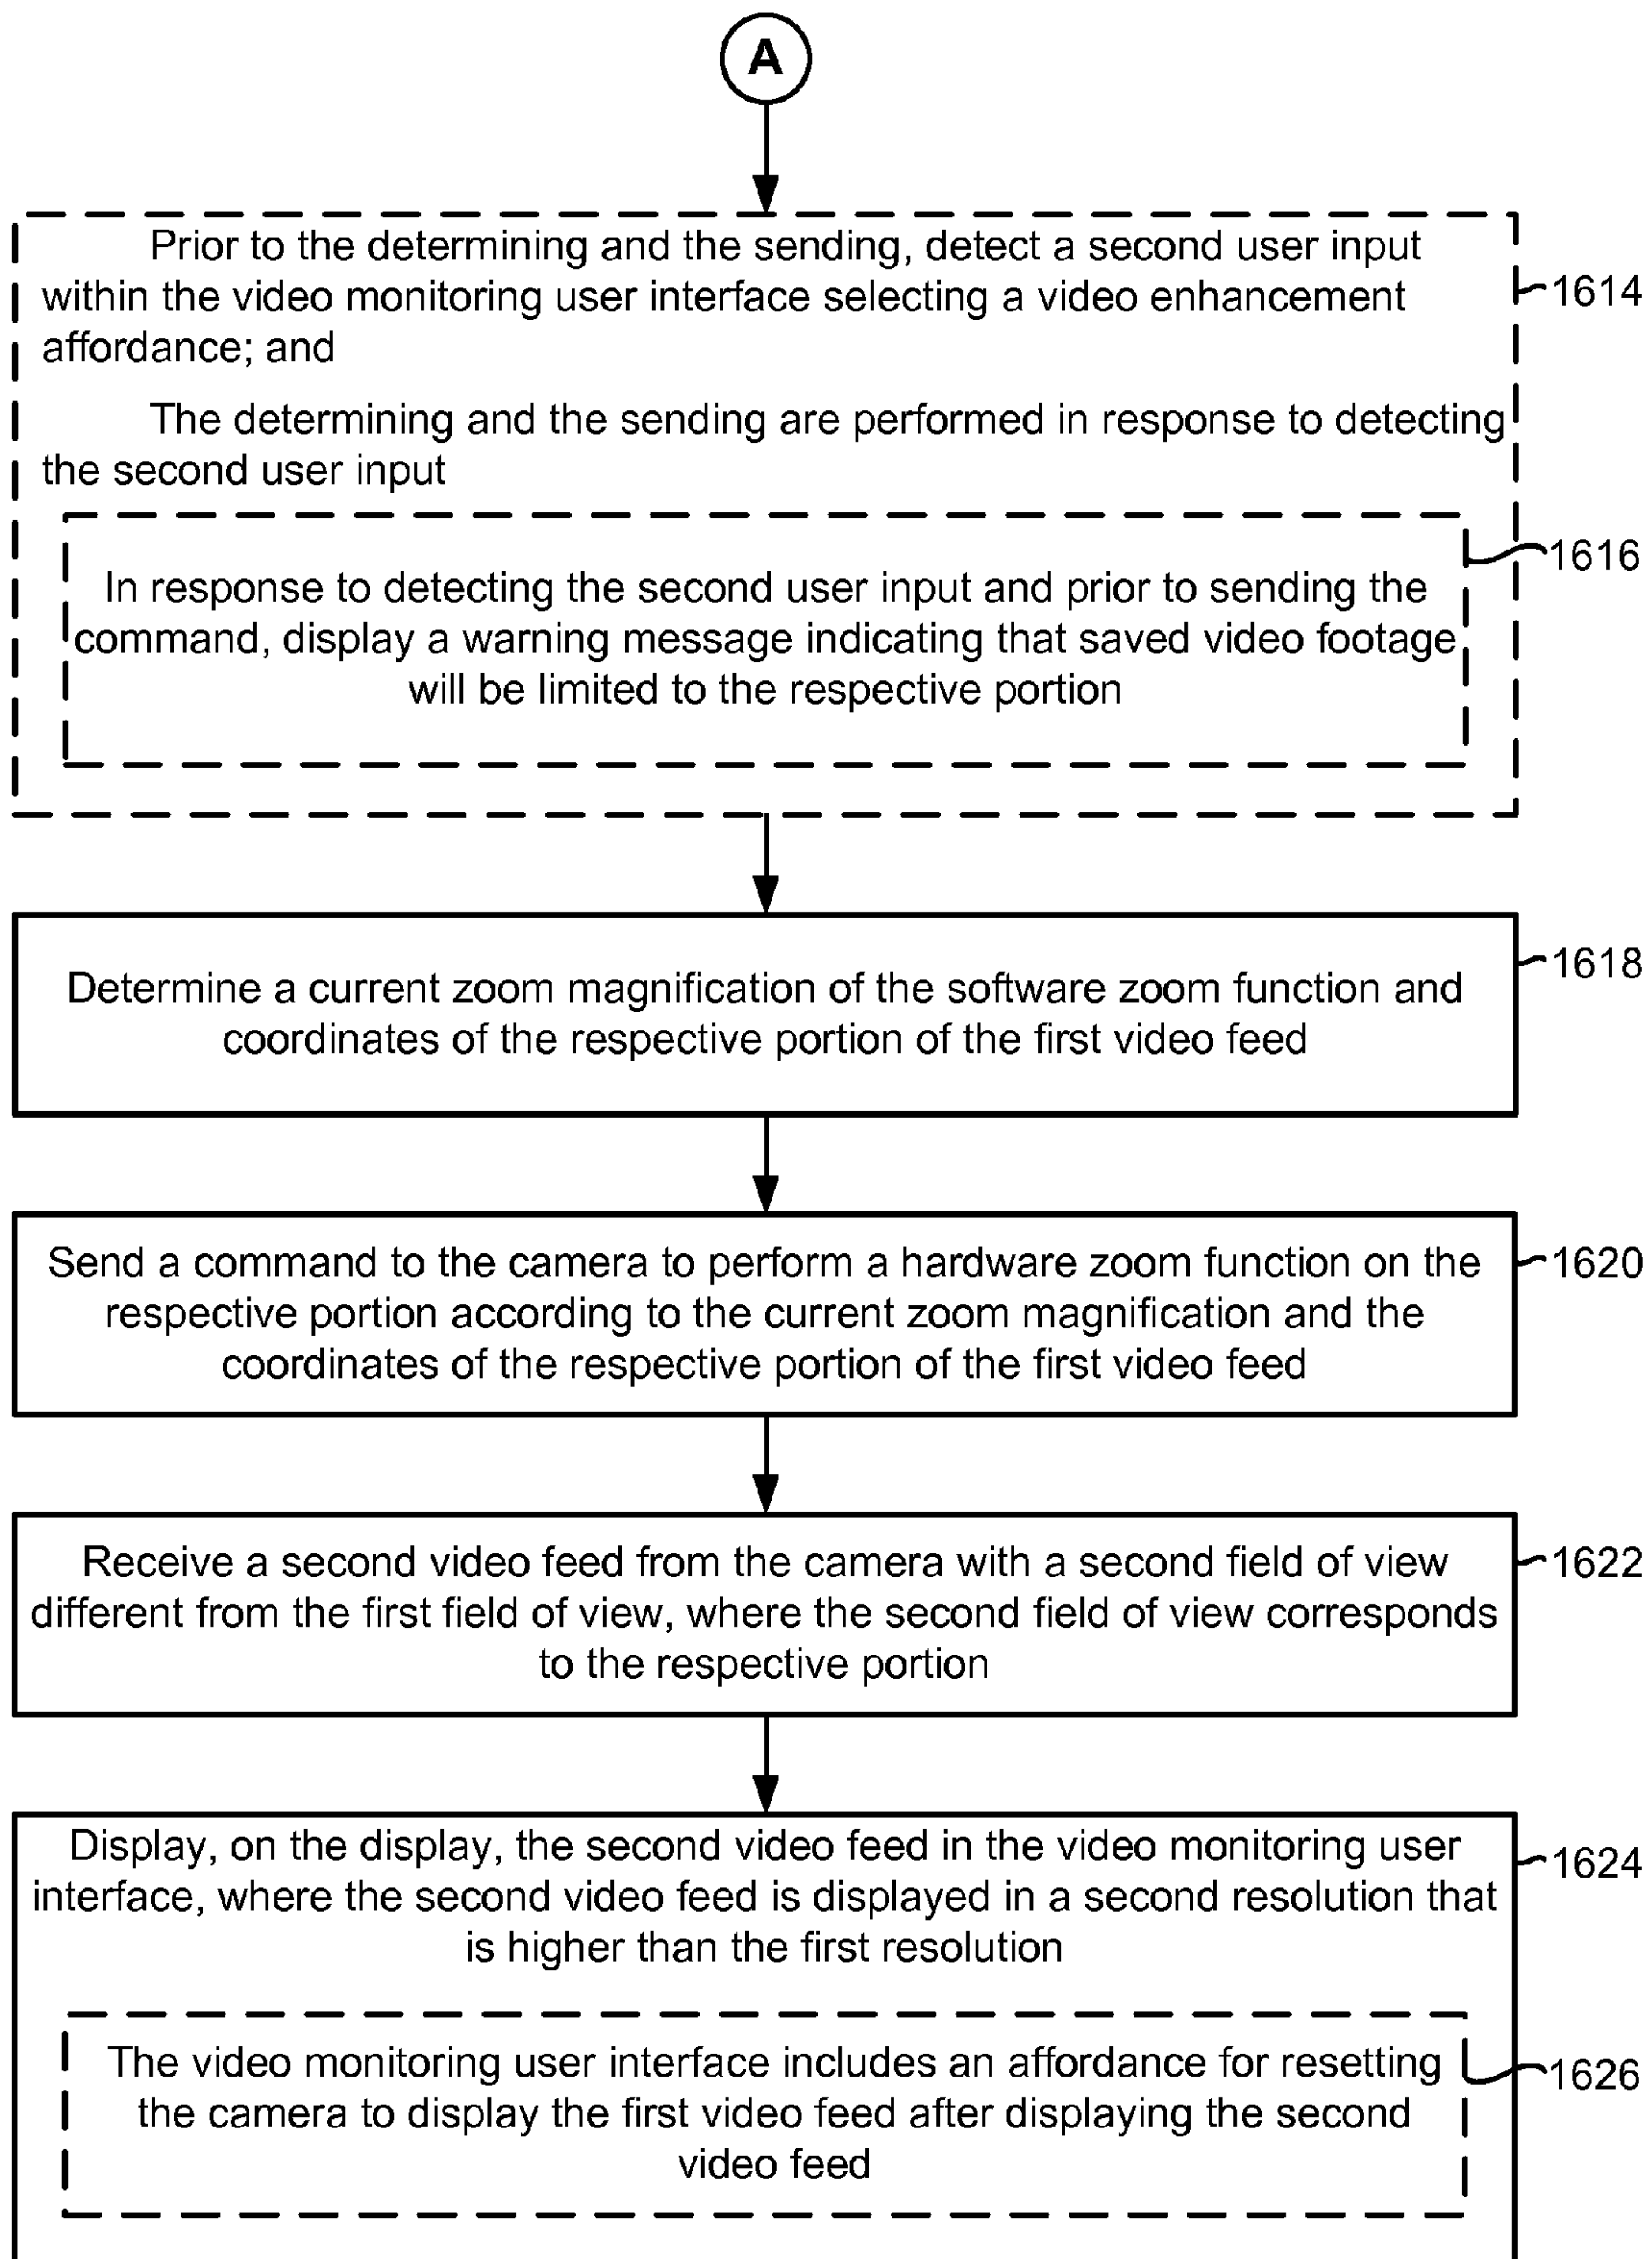 A
Prior to the determining and the sending, detect a second user input
within the video monitoring user interface selecting a video enhancement
affordance; and
1614
The determining and the sending are performed in response to detecting
the second user input
In response to detecting the second user input and prior to sending the
command, display a warning message indicating that saved video footage
will be limited to the respective portion
1616
Determine a current zoom magnification of the software zoom function and
coordinates of the respective portion of the first video feed
1618
Send a command to the camera to perform a hardware zoom function on the
respective portion according to the current zoom magnification and the
coordinates of the respective portion of the first video feed
1620
Receive a second video feed from the camera with a second field of view
different from the first field of view, where the second field of view corresponds
to the respective portion
1622
Display, on the display, the second video feed in the video monitoring user
interface, where the second video feed is displayed in a second resolution that
is higher than the first resolution
1624
The video monitoring user interface includes an affordance for resetting
the camera to display the first video feed after displaying the second
video feed
1626